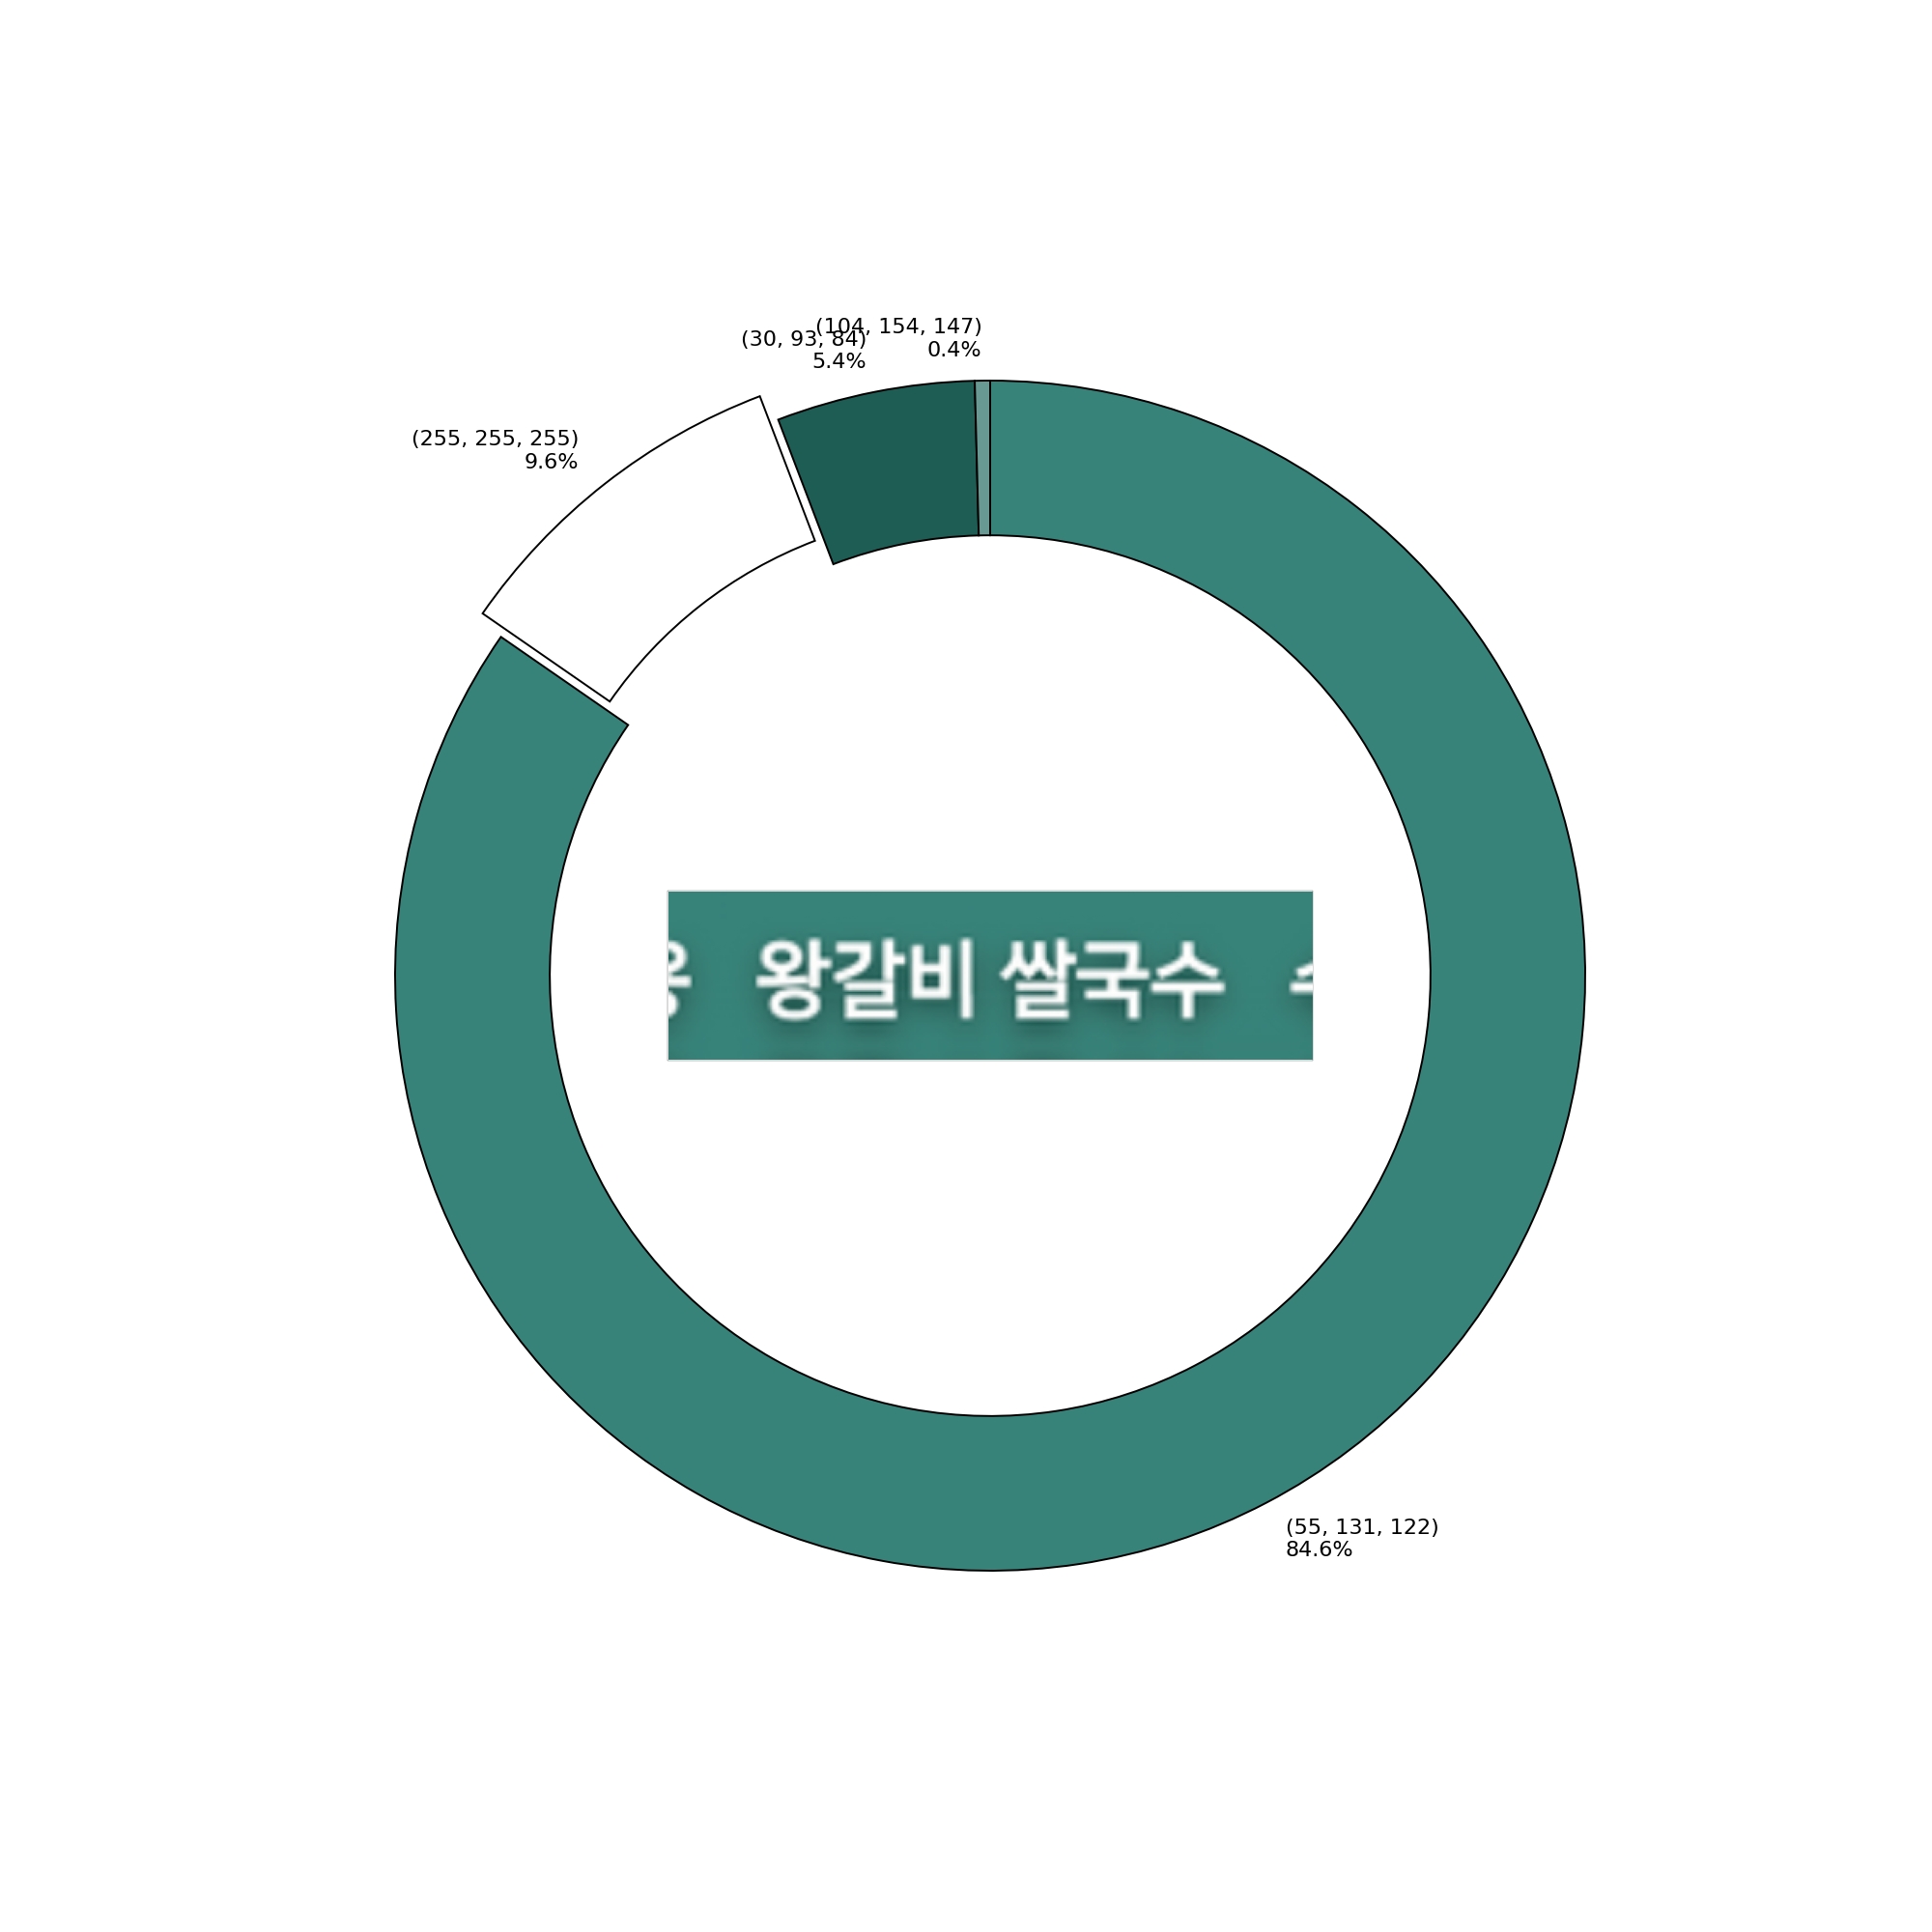 (104, 154, 147)
0.4%
(30, 93, 84)
5.4%
(255, 255, 255)
9.6%
왕갈비 쌀국수
(55, 131, 122)
84.6%